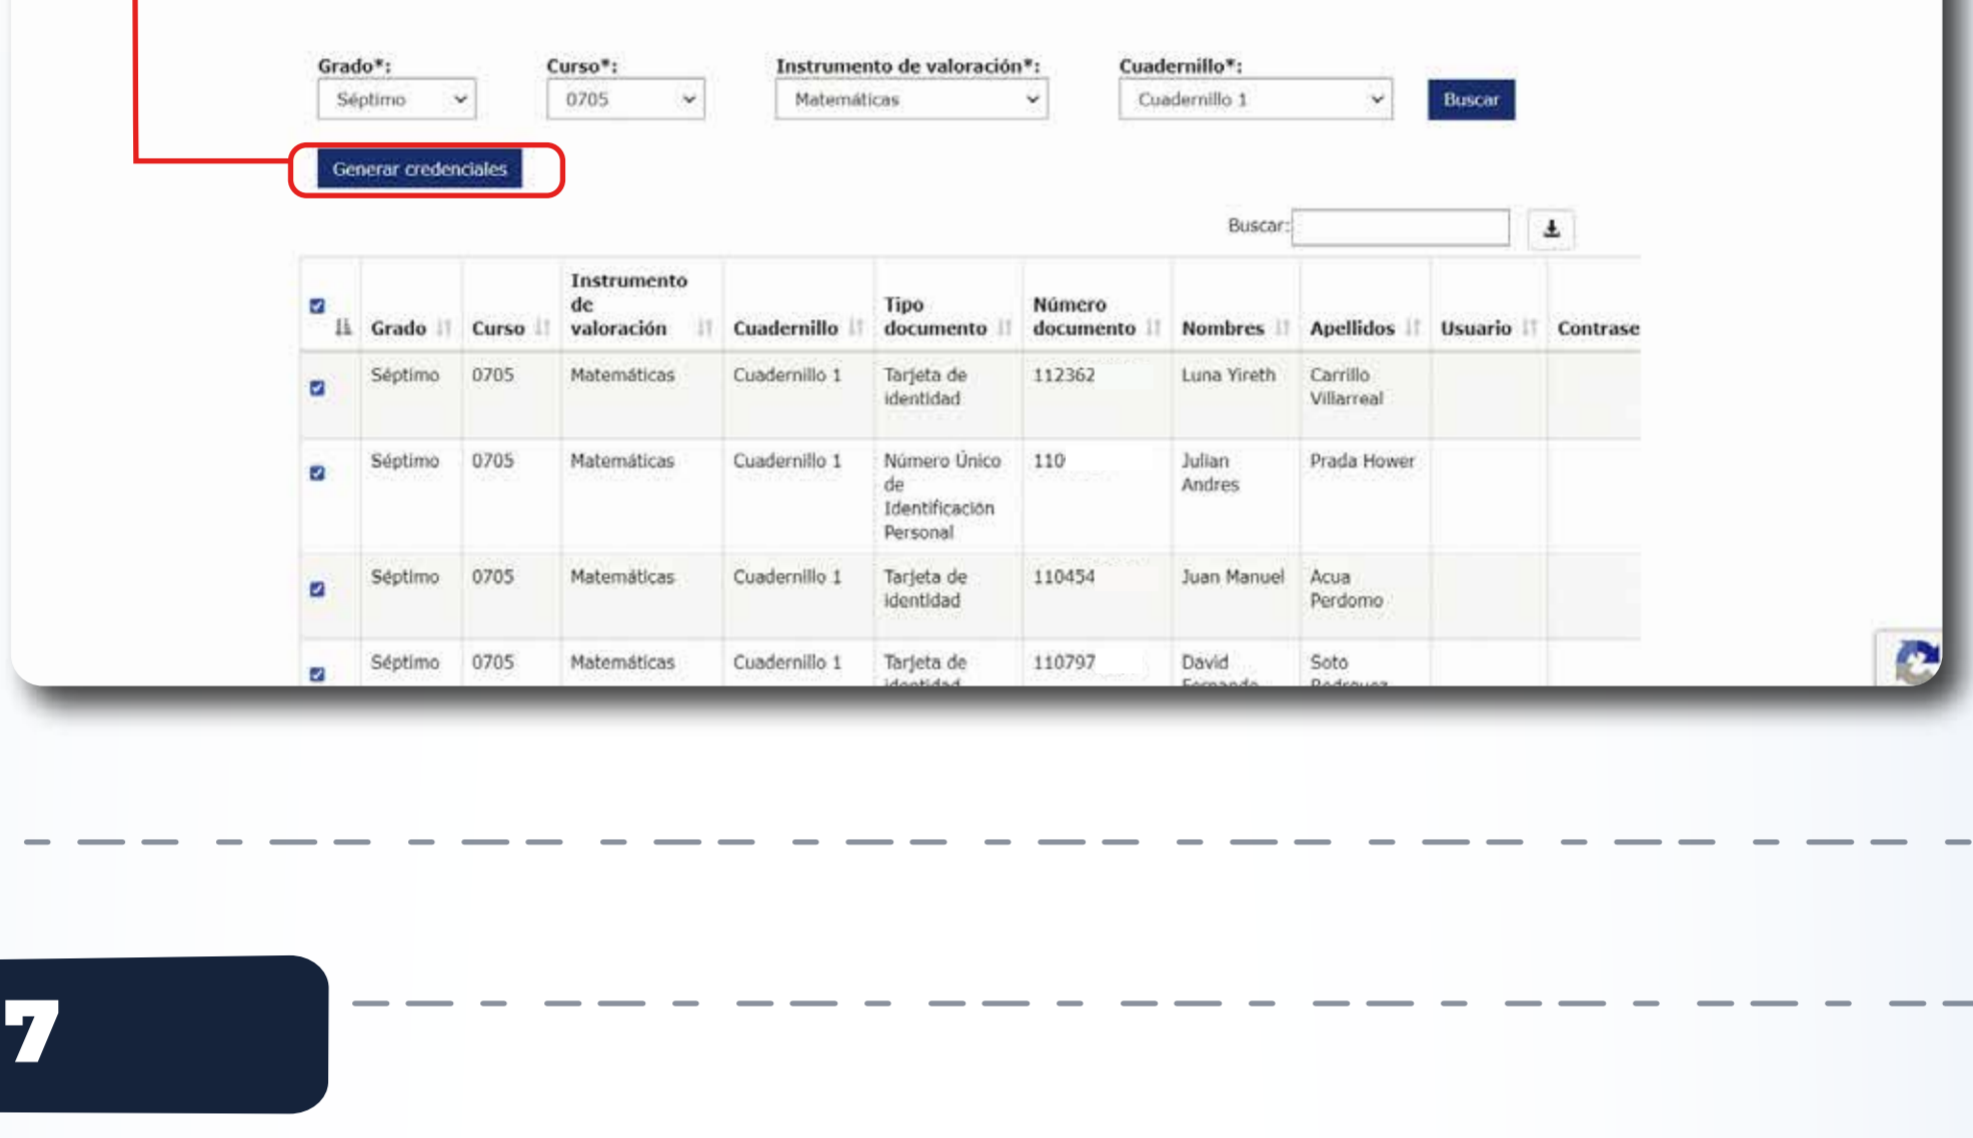 Grado*: Curso*: Instrumento de valoración*: Cuadernillo*:
Séptimo 0705 Matemáticas Cuadernillo 1 Buscar
Generar credenciales
Buscar:
Instrumento
de Tipo Número
Grado Curso valoración Cuadernillo documento documento Nombres Apellidos Usuario Contrase
Séptimo 0705 Matemáticas Cuadernillo 1 Tarjeta de 112362 Luna Yireth Carrillo
identidad Villarreal
Séptimo 0705 Matemáticas Cuadernillo 1 Número Único 110 Julian Prada Hower
de Andres
Identificación
Personal
Séptimo 0705 Matemáticas Cuadernillo 1 Tarjeta de 110454 Juan Manuel Acua
identidad Perdomo
Séptimo 0705 Matemáticas Cuadernillo 1 Tarjeta de 110797 David Soto
7